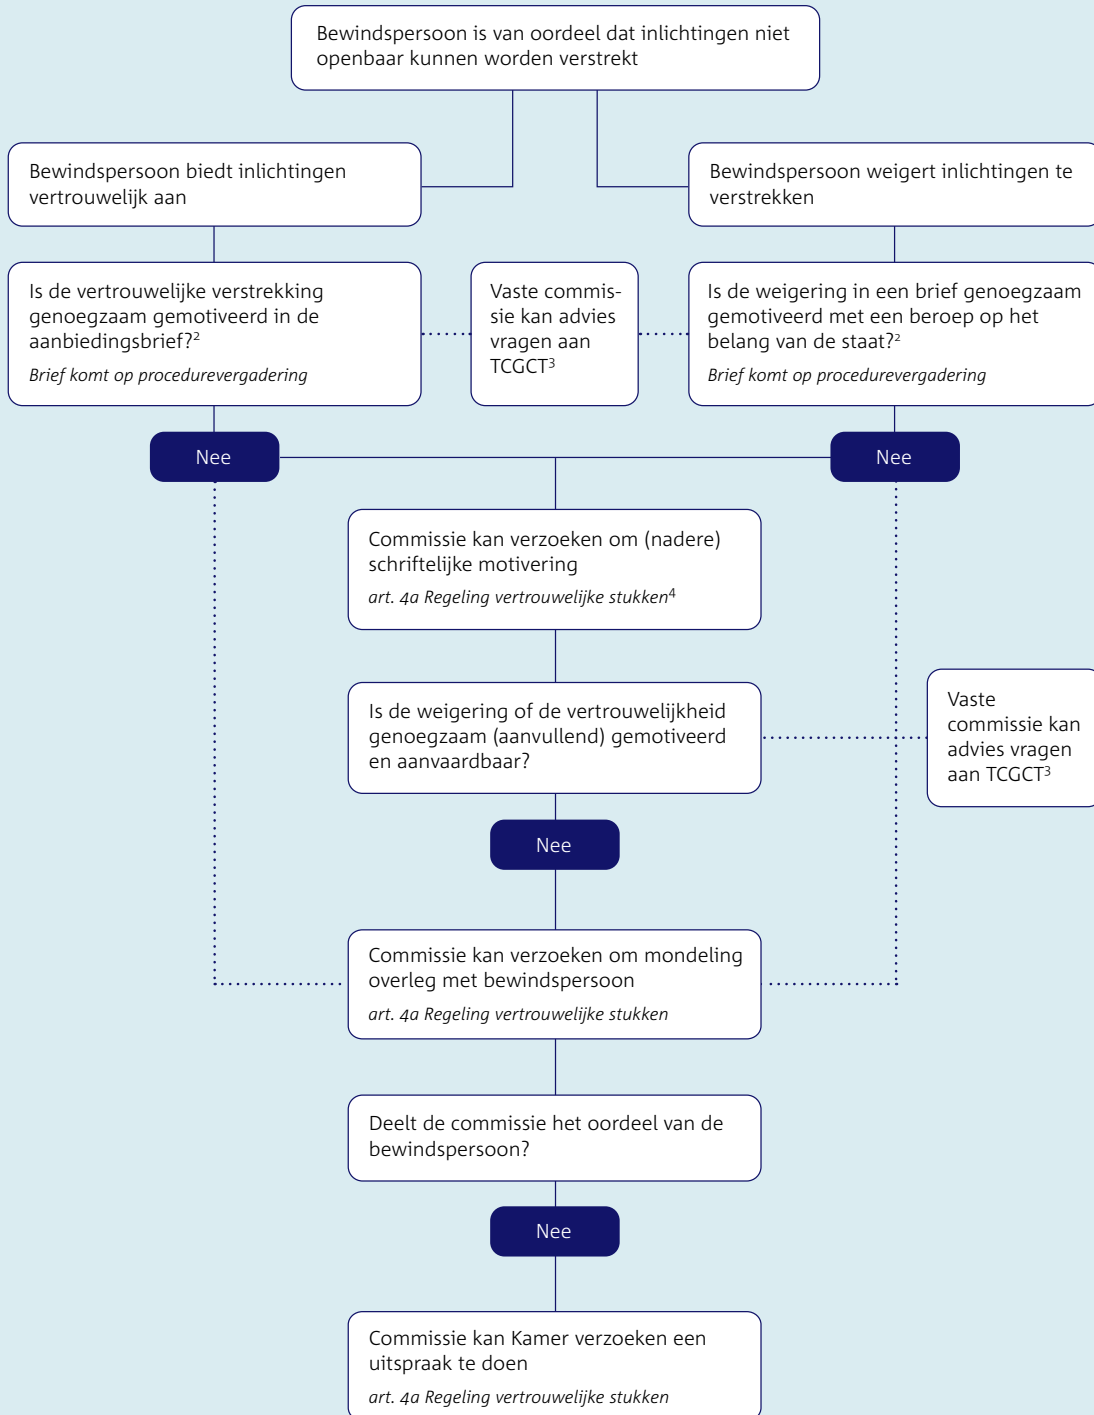 Bewindspersoon is van oordeel dat inlichtingen niet
openbaar kunnen worden verstrekt
Bewindspersoon biedt inlichtingen
vertrouwelijk aan
Bewindspersoon weigert inlichtingen te
verstrekken
Is de vertrouwelijke verstrekking
genoegzaam gemotiveerd in de
aanbiedingsbrief?²
Brief komt op procedurevergadering
Vaste commis-
sie kan advies
vragen aan
TCGCT³
Is de weigering in een brief genoegzaam
gemotiveerd met een beroep op het
belang van de staat?²
Brief komt op procedurevergadering
Nee
Nee
Commissie kan verzoeken om (nadere)
schriftelijke motivering
art. 4a Regeling vertrouwelijke stukken⁴
Is de weigering of de vertrouwelijkheid
genoegzaam (aanvullend) gemotiveerd
en aanvaardbaar?
Vaste
commissie kan
advies vragen
aan TCGCT³
Nee
Commissie kan verzoeken om mondeling
overleg met bewindspersoon
art. 4a Regeling vertrouwelijke stukken
Deelt de commissie het oordeel van de
bewindspersoon?
Nee
Commissie kan Kamer verzoeken een
uitspraak te doen
art. 4a Regeling vertrouwelijke stukken